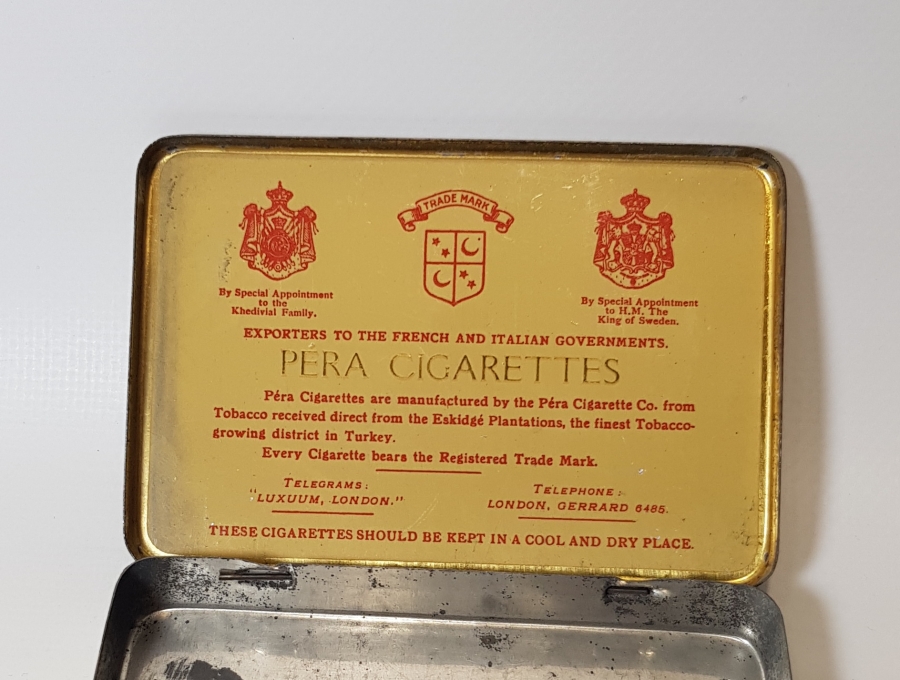 TRADE MARK
By Special Appointment
to the
Khedivial Family.
By Special Appointment
to H.M. The
King of Sweden.
EXPORTERS TO THE FRENCH AND ITALIAN GOVERNMENTS.
PÉRA CIGARETTES
Péra Cigarettes are manufactured by the Péra Cigarette Co. from
Tobacco received direct from the Eskidgé Plantations, the finest Tobacco-
growing district in Turkey.
Every Cigarette bears the Registered Trade Mark.
TELEGRAMS:
"LUXUUM, LONDON."
TELEPHONE:
LONDON, GERRARD 6485.
THESE CIGARETTES SHOULD BE KEPT IN A COOL AND DRY PLACE.